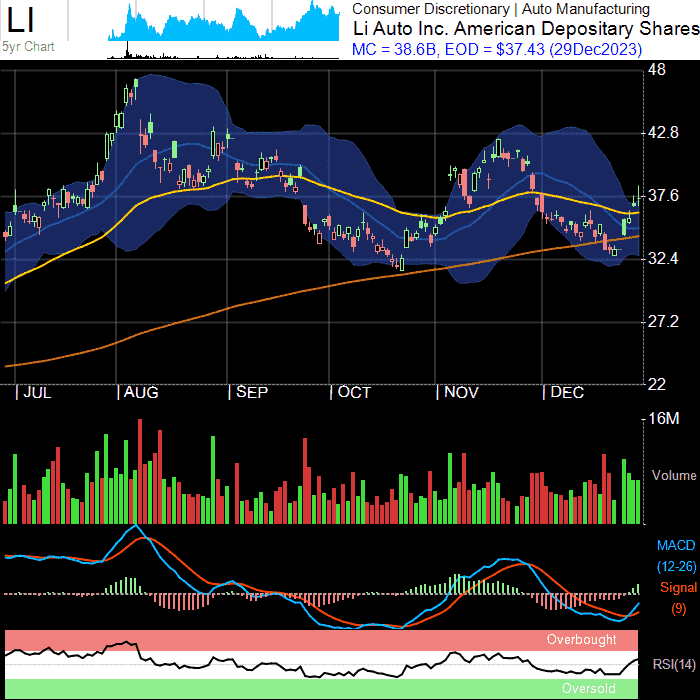 LI
5yr Chart
Consumer Discretionary | Auto Manufacturing
Li Auto Inc. American Depositary Shares
MC = 38.6B, EOD = $37.43 (29Dec2023)
48
42.8
37.6
32.4
27.2
22
| JUL | AUG | SEP | OCT | NOV | DEC
16M
Volume
MACD
(12-26)
Signal
(9)
Overbought
RSI(14)
Oversold